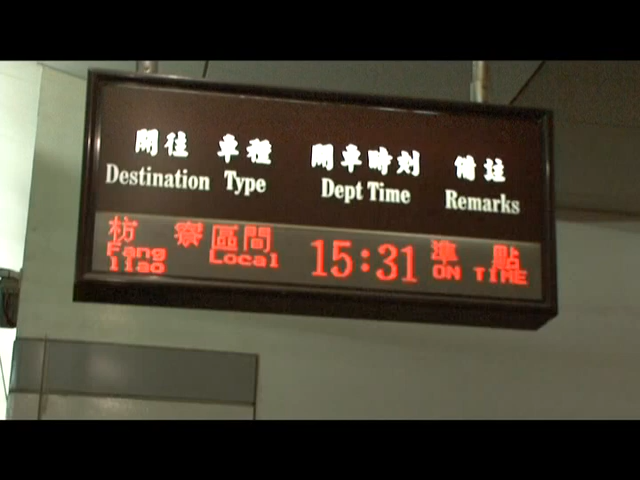 開往 車種 開車時刻 備註
Destination Type Dept Time Remarks
枋寮 區間 15:31 準點
Fang liao Local ON TIME